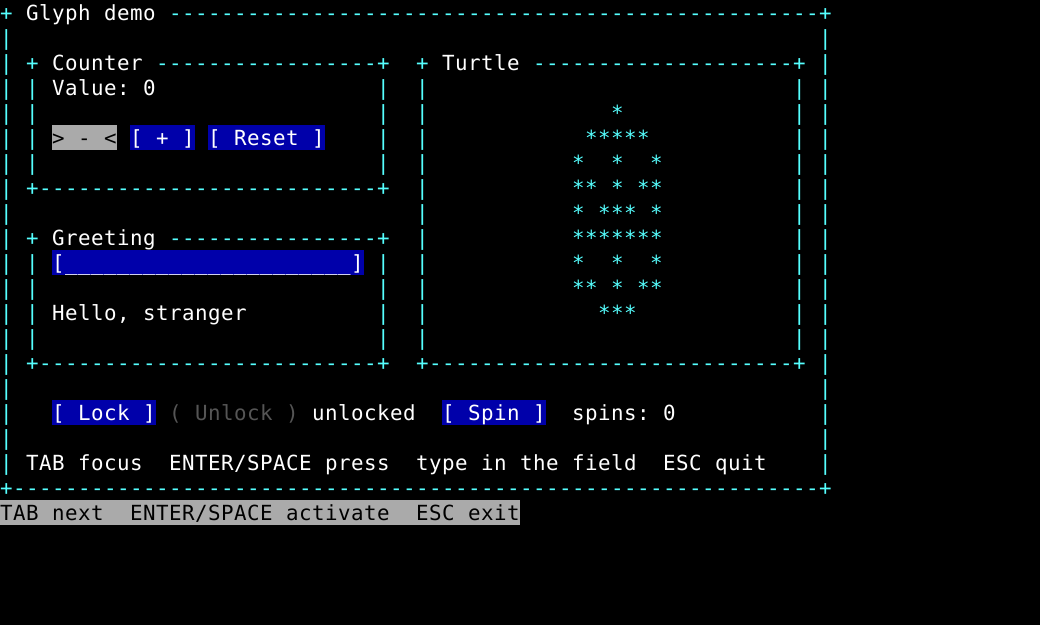 Glyph demo
Counter
Value: 0
> - < [ + ] [ Reset ]
Greeting
[______________________]
Hello, stranger
Turtle
*
*****
*  *  *
** * **
* *** *
*******
*  *  *
** * **
***
[ Lock ] ( Unlock ) unlocked [ Spin ] spins: 0
TAB focus  ENTER/SPACE press  type in the field  ESC quit
TAB next  ENTER/SPACE activate  ESC exit